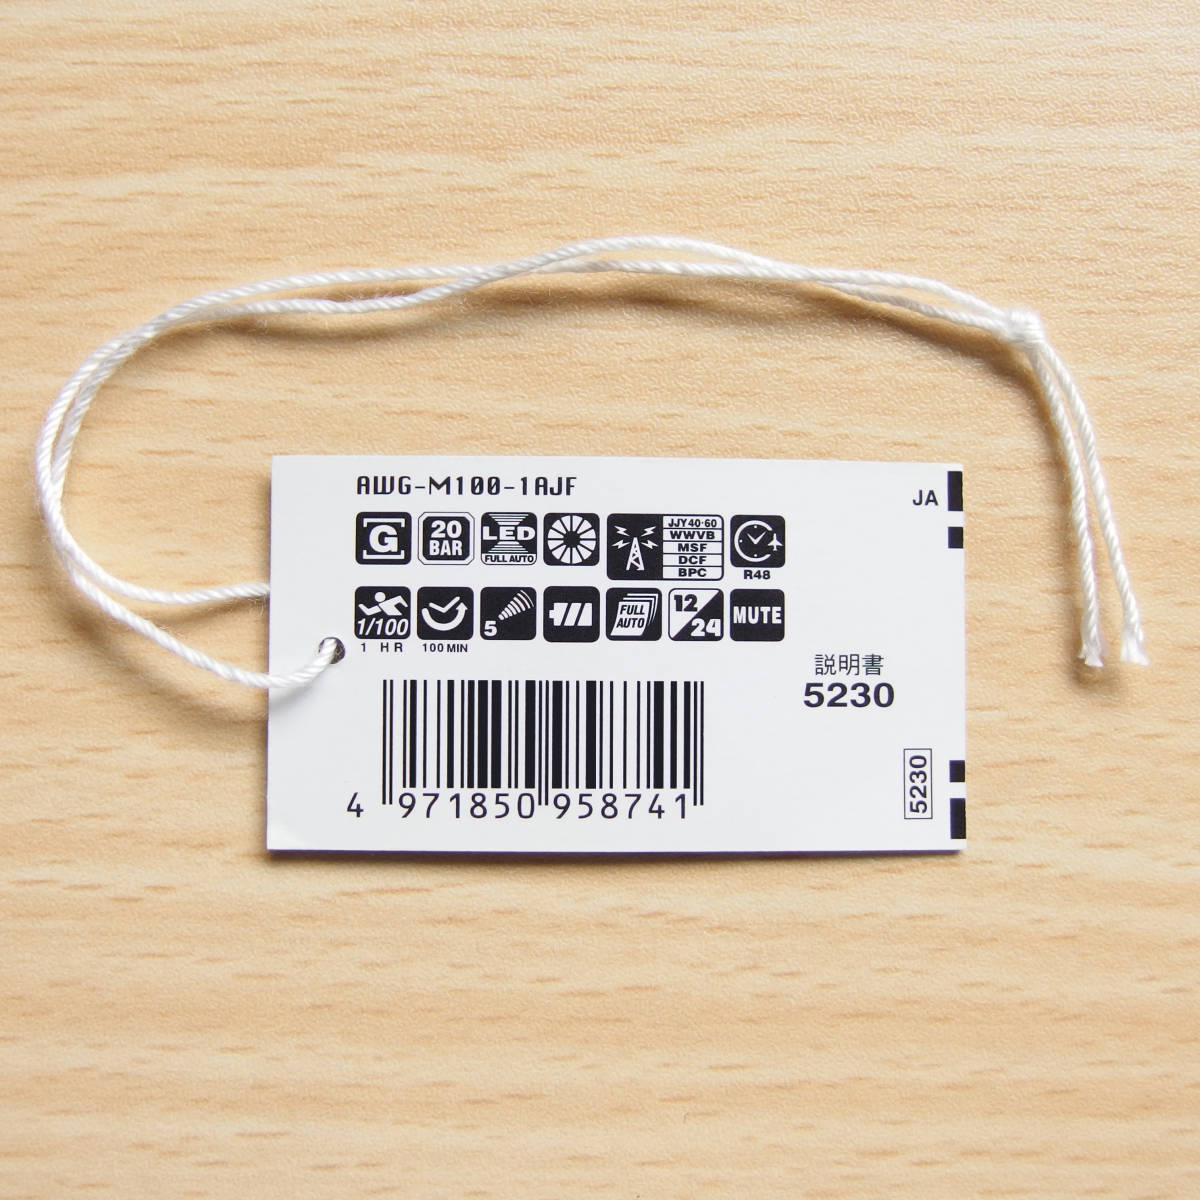 AWG-M100-1AJF
JA
G
20
BAR
LED
FULL AUTO
JJY40·60
WWVB
MSF
DCF
BPC
R48
1/100
1 HR
100 MIN
5
FULL
AUTO
12/24
MUTE
説明書
5230
5230
4 971850 958741